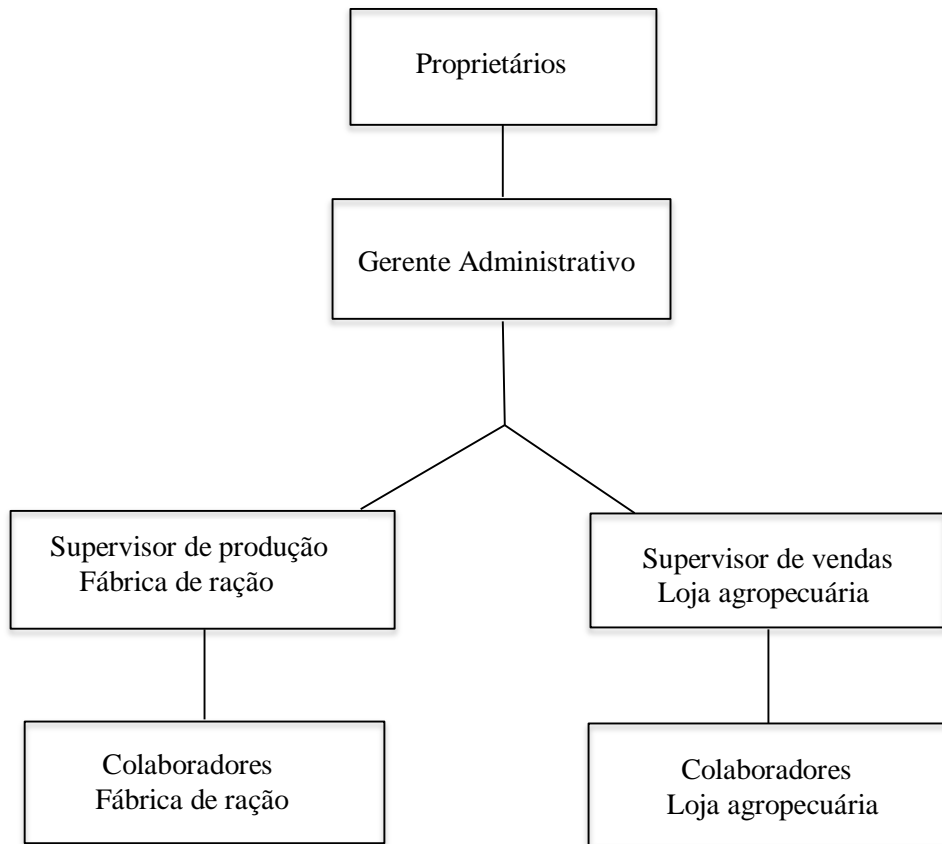 Proprietários
Gerente Administrativo
Supervisor de produção
Fábrica de ração
Supervisor de vendas
Loja agropecuária
Colaboradores
Fábrica de ração
Colaboradores
Loja agropecuária